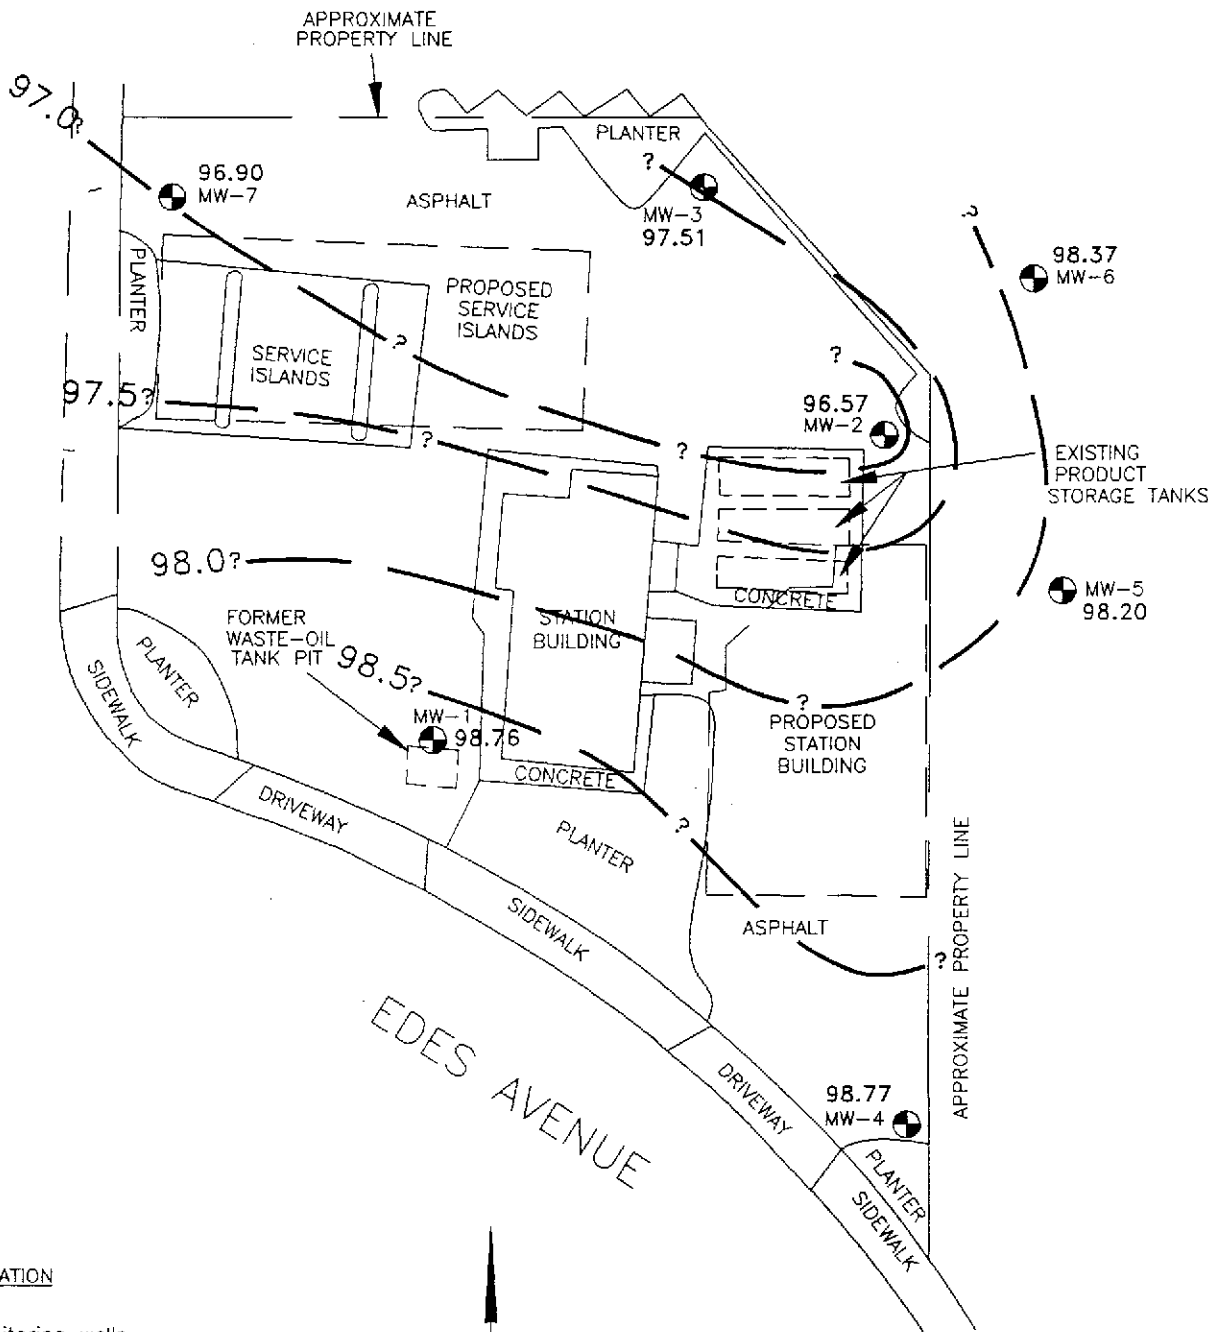 APPROXIMATE
PROPERTY LINE
97.0?
PLANTER
?
?
96.90
MW-7
ASPHALT
MW-3
97.51
98.37
MW-6
PLANTER
PROPOSED
SERVICE
ISLANDS
SERVICE
ISLANDS
?
?
97.5?
96.57
MW-2
?
?
EXISTING
PRODUCT
STORAGE TANKS
98.0?
MW-5
98.20
CONCRETE
FORMER
WASTE-OIL
TANK PIT
STATION
BUILDING
PLANTER
SIDEWALK
98.5?
?
MW-1
98.76
PROPOSED
STATION
BUILDING
CONCRETE
DRIVEWAY
PLANTER
?
APPROXIMATE PROPERTY LINE
SIDEWALK
ASPHALT
?
EDES AVENUE
DRIVEWAY
98.77
MW-4
PLANTER
SIDEWALK
ATION